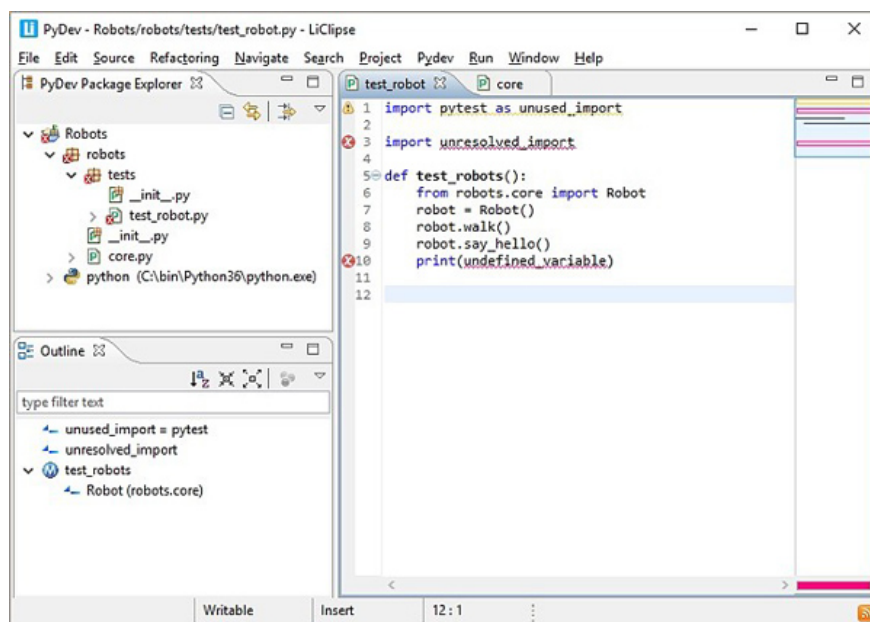 PyDev - Robots/robots/tests/test_robot.py - LiClipse
File Edit Source Refactoring Navigate Search Project Pydev Run Window Help
PyDev Package Explorer
Robots
robots
tests
__init__.py
test_robot.py
__init__.py
core.py
python (C:\bin\Python36\python.exe)
Outline
type filter text
unused_import = pytest
unresolved_import
test_robots
Robot (robots.core)
test_robot core
1 import pytest as unused_import
2
3 import unresolved_import
4
5 def test_robots():
6 from robots.core import Robot
7 robot = Robot()
8 robot.walk()
9 robot.say_hello()
10 print(undefined_variable)
11
12
Writable Insert 12 : 1